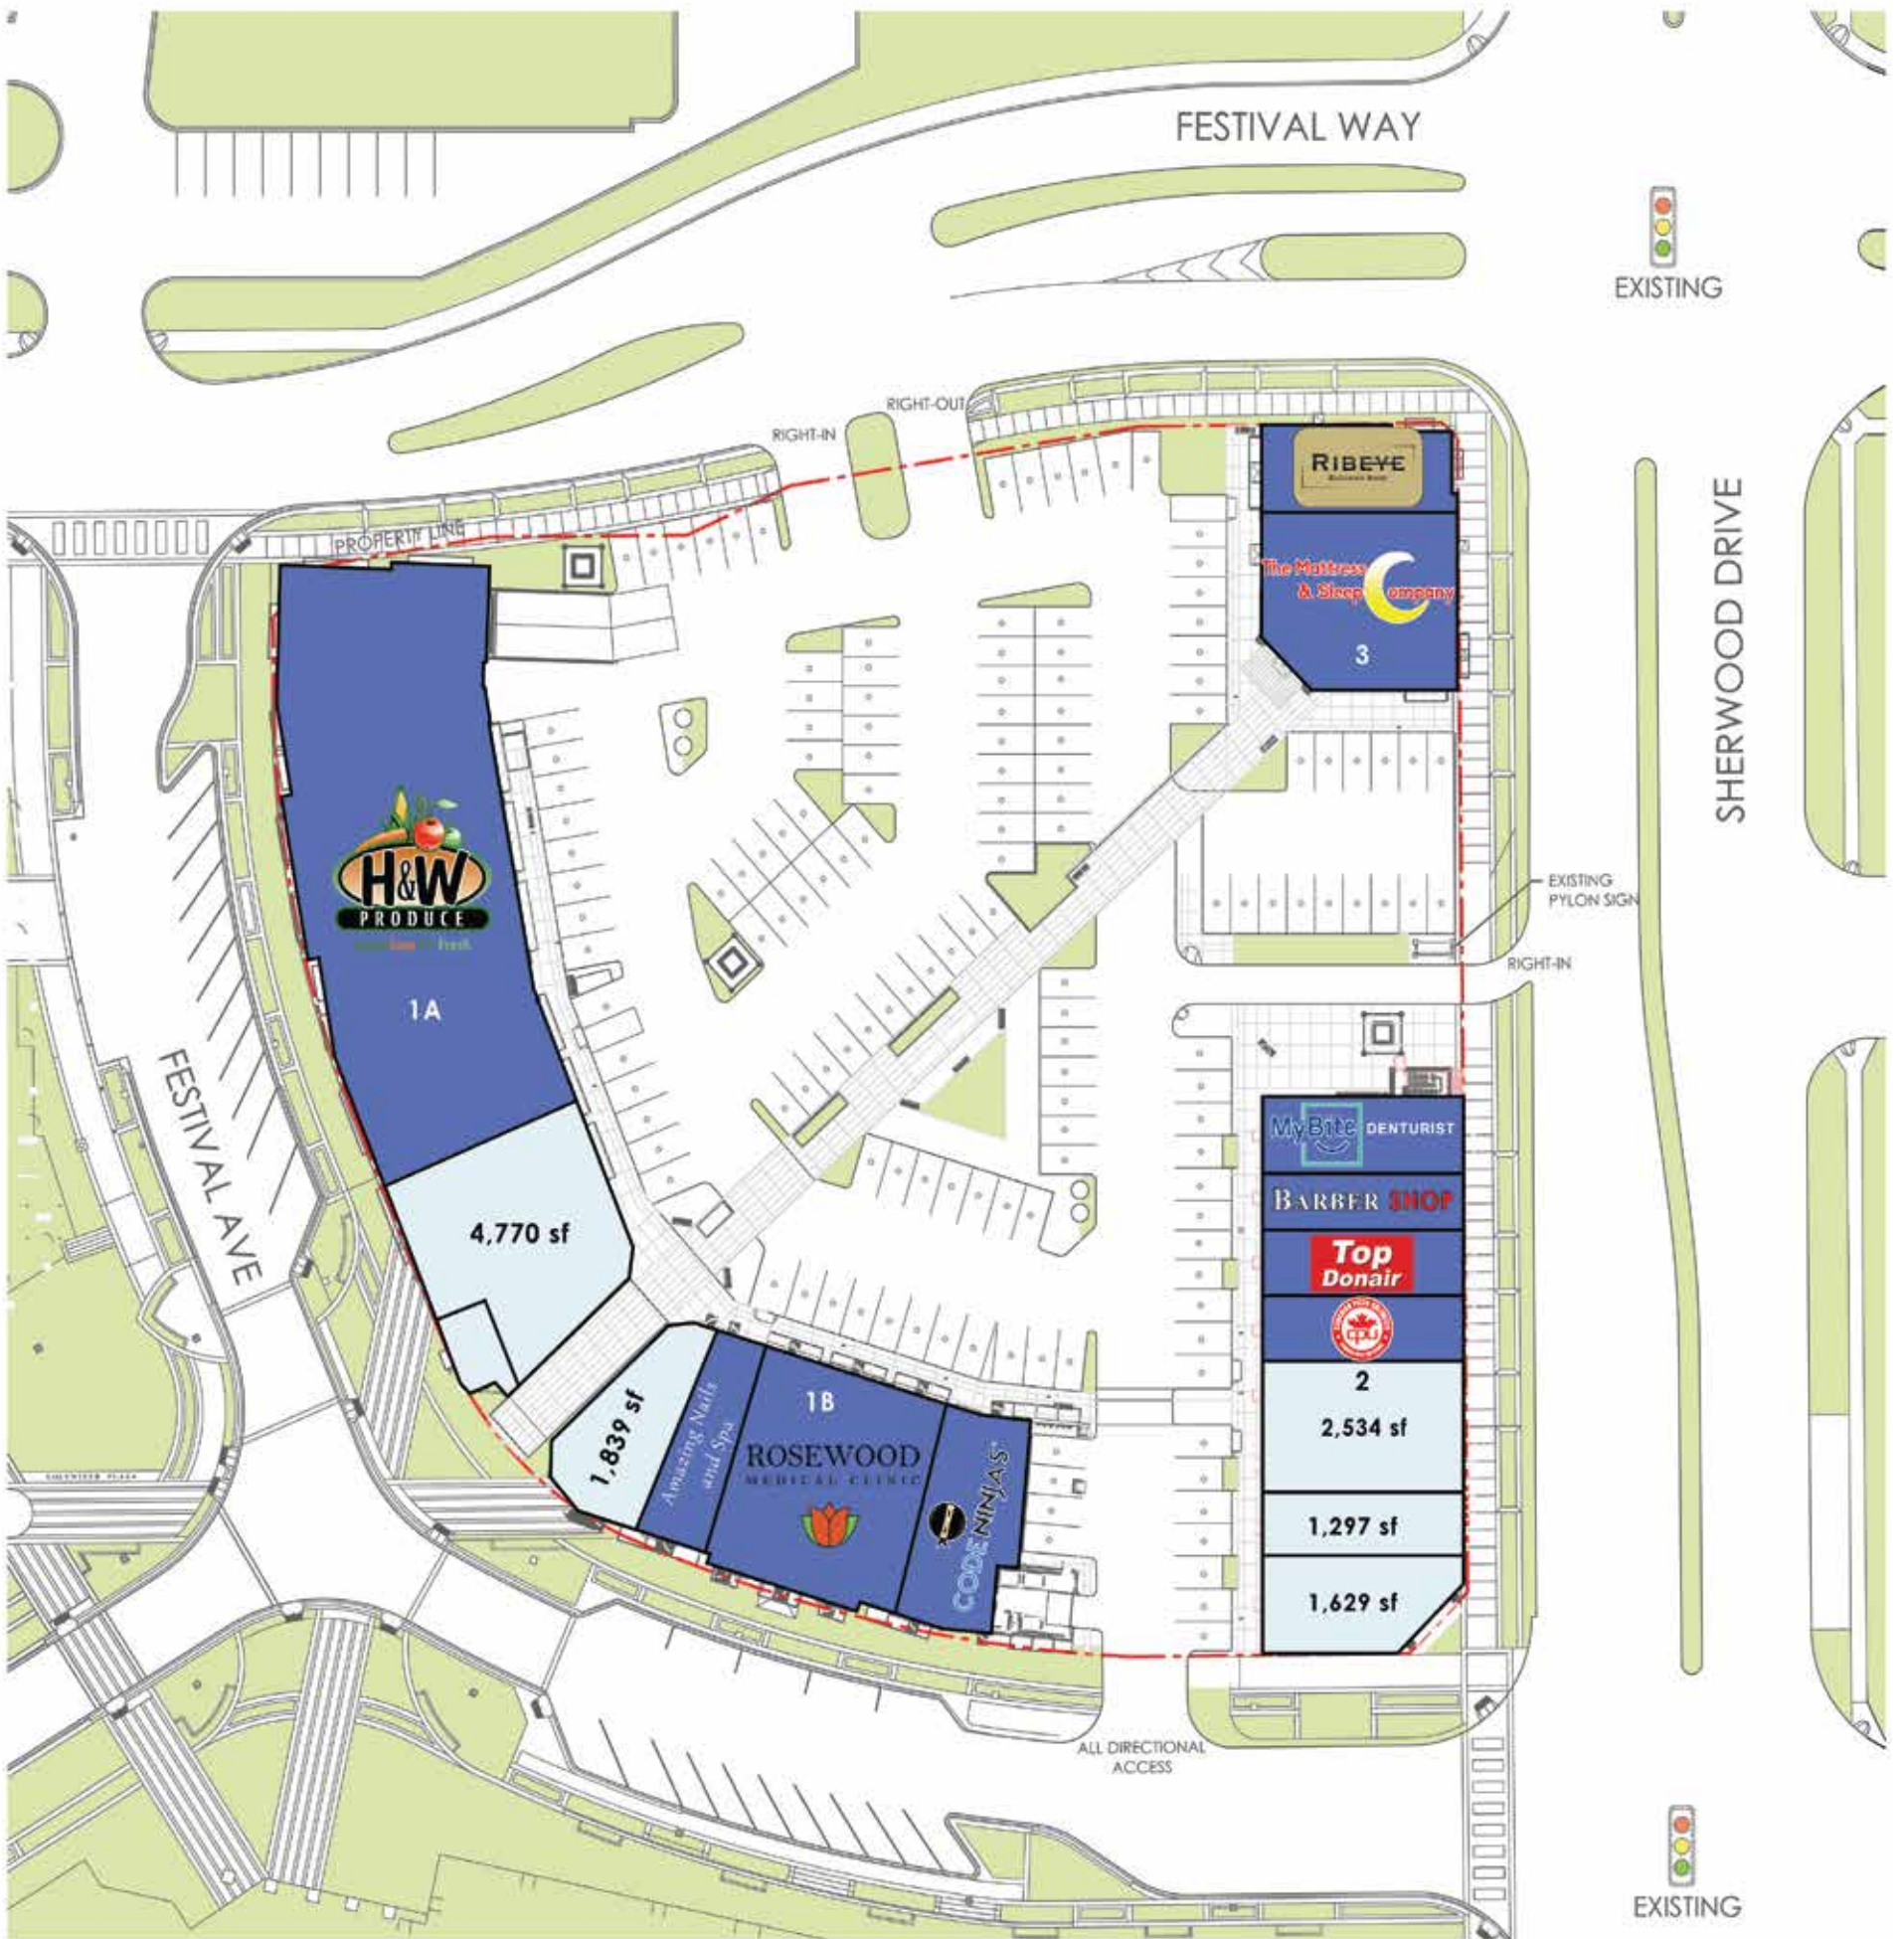 FESTIVAL WAY
EXISTING
RIGHT-OUT
RIGHT-IN
PROPERTY LINE
RIBEYE
The Mattress
& Sleep Company
3
SHERWOOD DRIVE
H&W
PRODUCE
Fresh
1A
EXISTING
PYLON SIGN
RIGHT-IN
FESTIVAL AVE
MyBite DENTURIST
BARBER SHOP
Top
Donair
cpu
4,770 sf
2
2,534 sf
1,297 sf
1,629 sf
1,839 sf
Amazing Nails
and Spa
1B
ROSEWOOD
MEDICAL CLINIC
CODENINJAS
ALL DIRECTIONAL
ACCESS
EXISTING